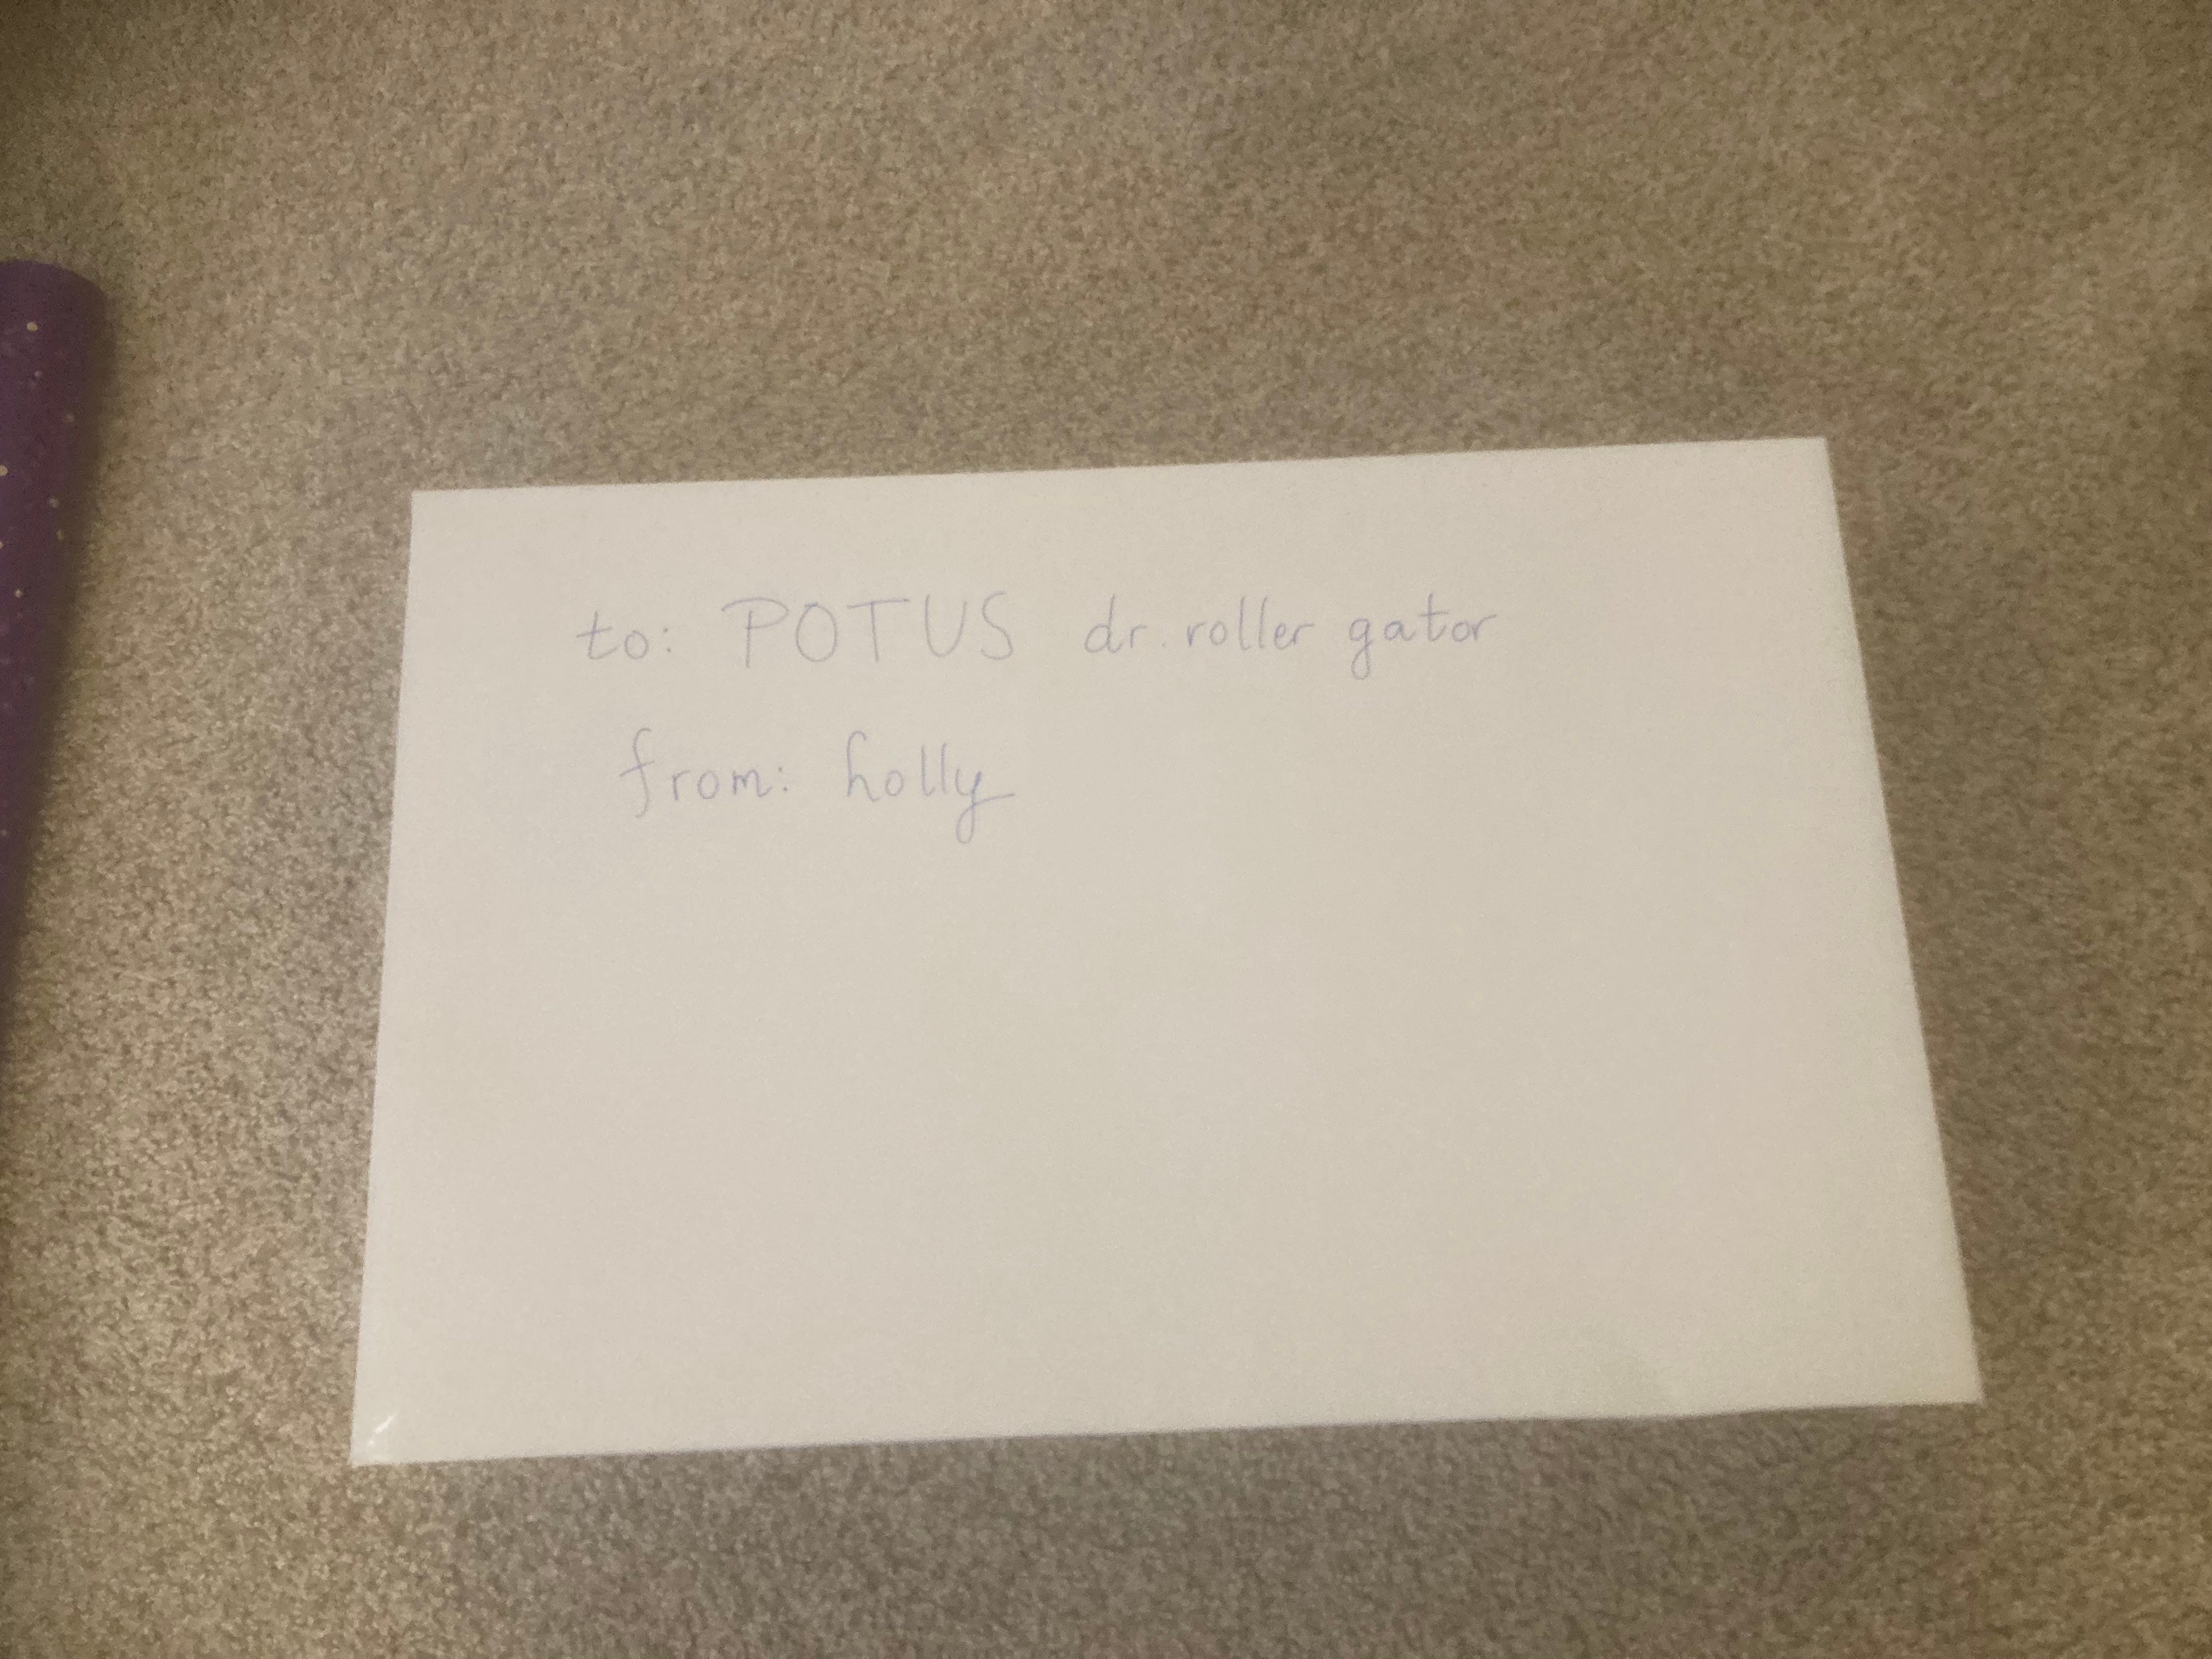 to: POTUS dr. roller gator
from: holly